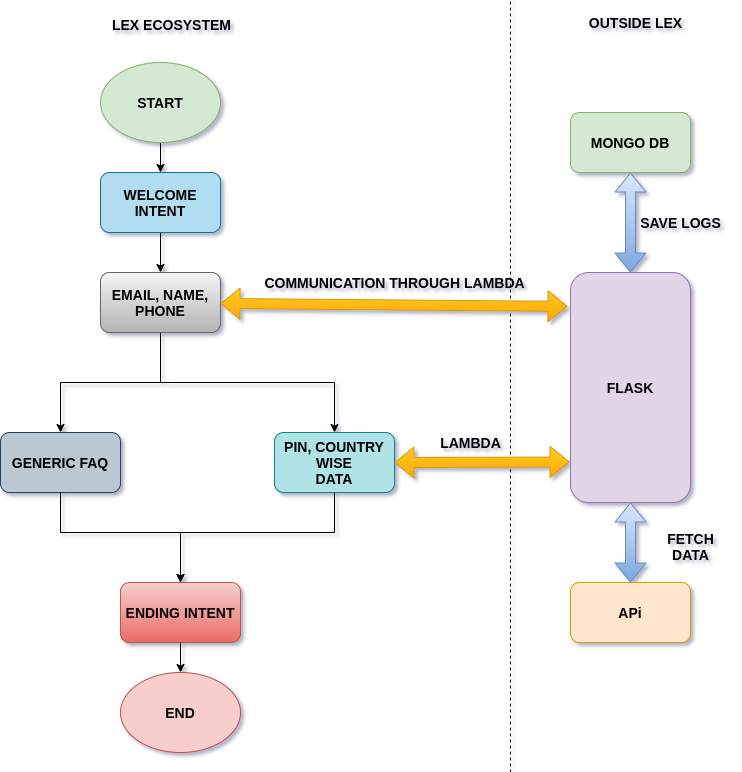 LEX ECOSYSTEM
OUTSIDE LEX
START
MONGO DB
WELCOME
INTENT
SAVE LOGS
EMAIL, NAME,
PHONE
COMMUNICATION THROUGH LAMBDA
FLASK
GENERIC FAQ
PIN, COUNTRY
WISE
DATA
LAMBDA
FETCH
DATA
ENDING INTENT
APi
END